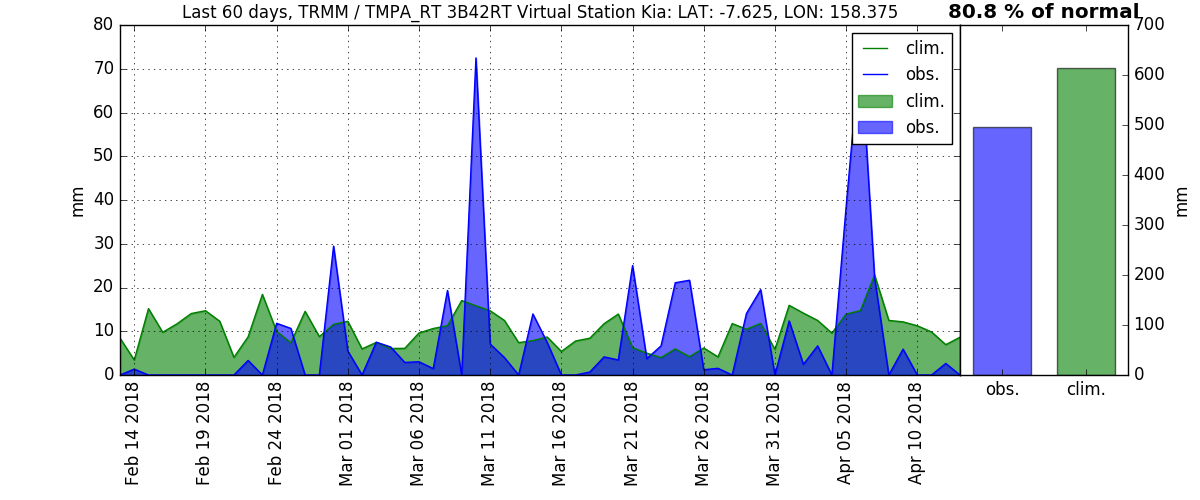 Last 60 days, TRMM / TMPA_RT 3B42RT Virtual Station Kia: LAT: -7.625, LON: 158.375
80.8 % of normal
80
70
60
50
40
30
20
10
0
mm
clim.
obs.
clim.
obs.
Feb 14 2018
Feb 19 2018
Feb 24 2018
Mar 01 2018
Mar 06 2018
Mar 11 2018
Mar 16 2018
Mar 21 2018
Mar 26 2018
Mar 31 2018
Apr 05 2018
Apr 10 2018
700
600
500
400
300
200
100
0
mm
obs.
clim.